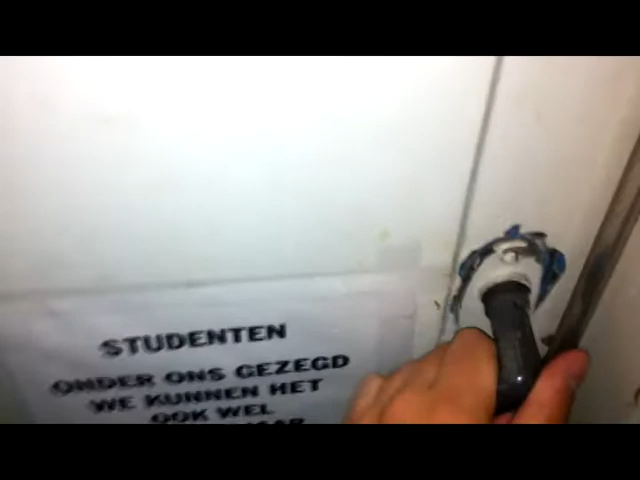 STUDENTEN
ONDER ONS GEZEGD
WE KUNNEN HET
OOK WEL